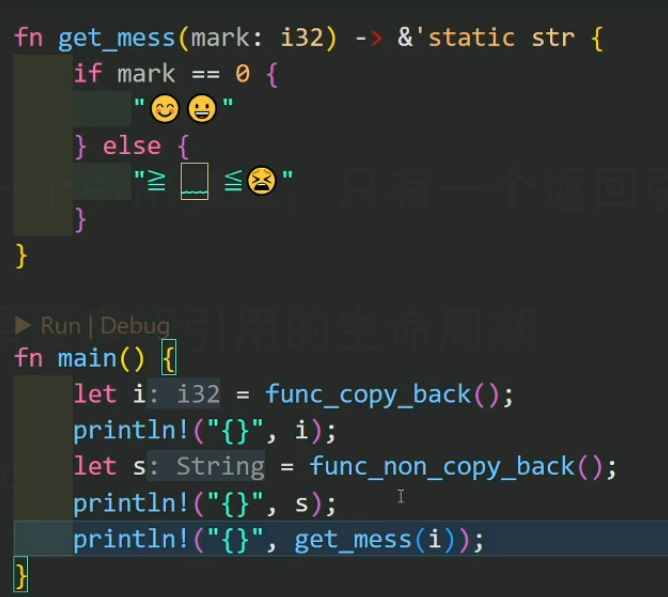 fn get_mess(mark: i32) -> &'static str {
    if mark == 0 {
        "😊😀"
    } else {
        "≧ ﹏ ≦😫"
    }
}
▶ Run | Debug
fn main() {
    let i: i32 = func_copy_back();
    println!("{}", i);
    let s: String = func_non_copy_back();
    println!("{}", s);
    println!("{}", get_mess(i));
}